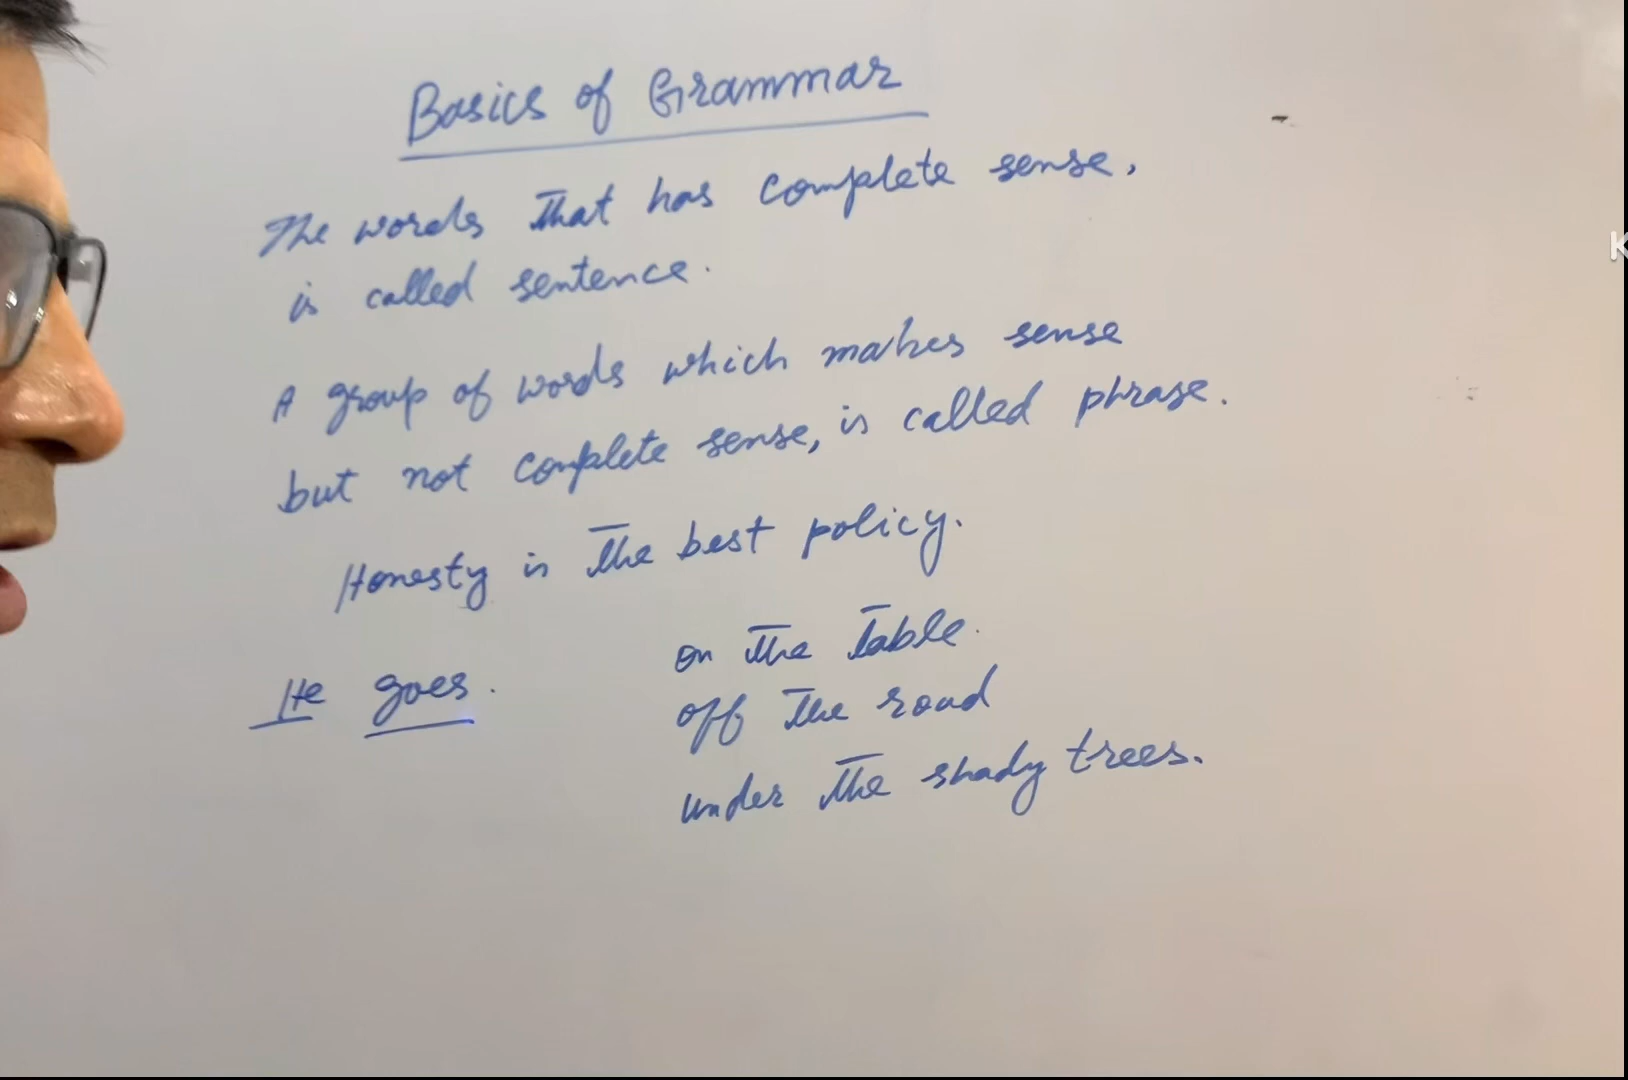 Basics of Grammar
The words that has complete sense,
is called sentence.
A group of words which makes sense
but not complete sense, is called phrase.
Honesty is the best policy.
on the table.
He goes.
off the road
under the shady trees.
K